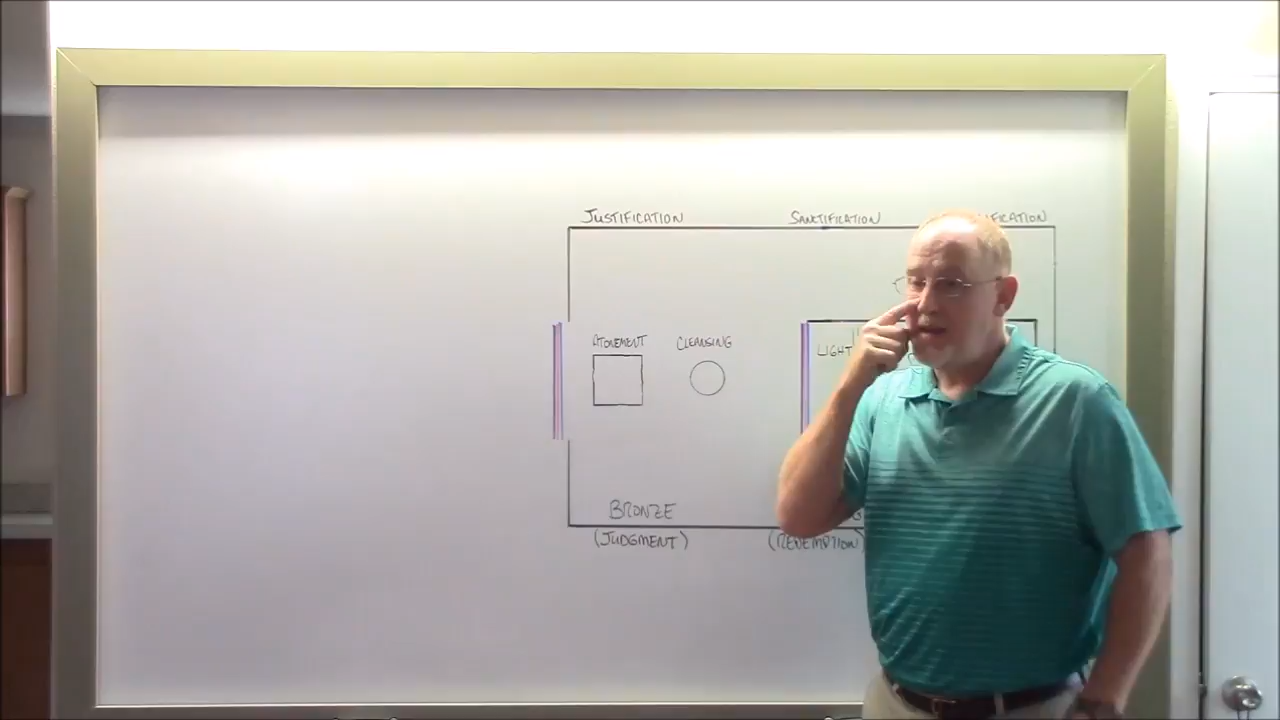 JUSTIFICATION SANCTIFICATION
ATONEMENT CLEANSING LIGHT
BRONZE
(JUDGMENT) (REDEMPTION)